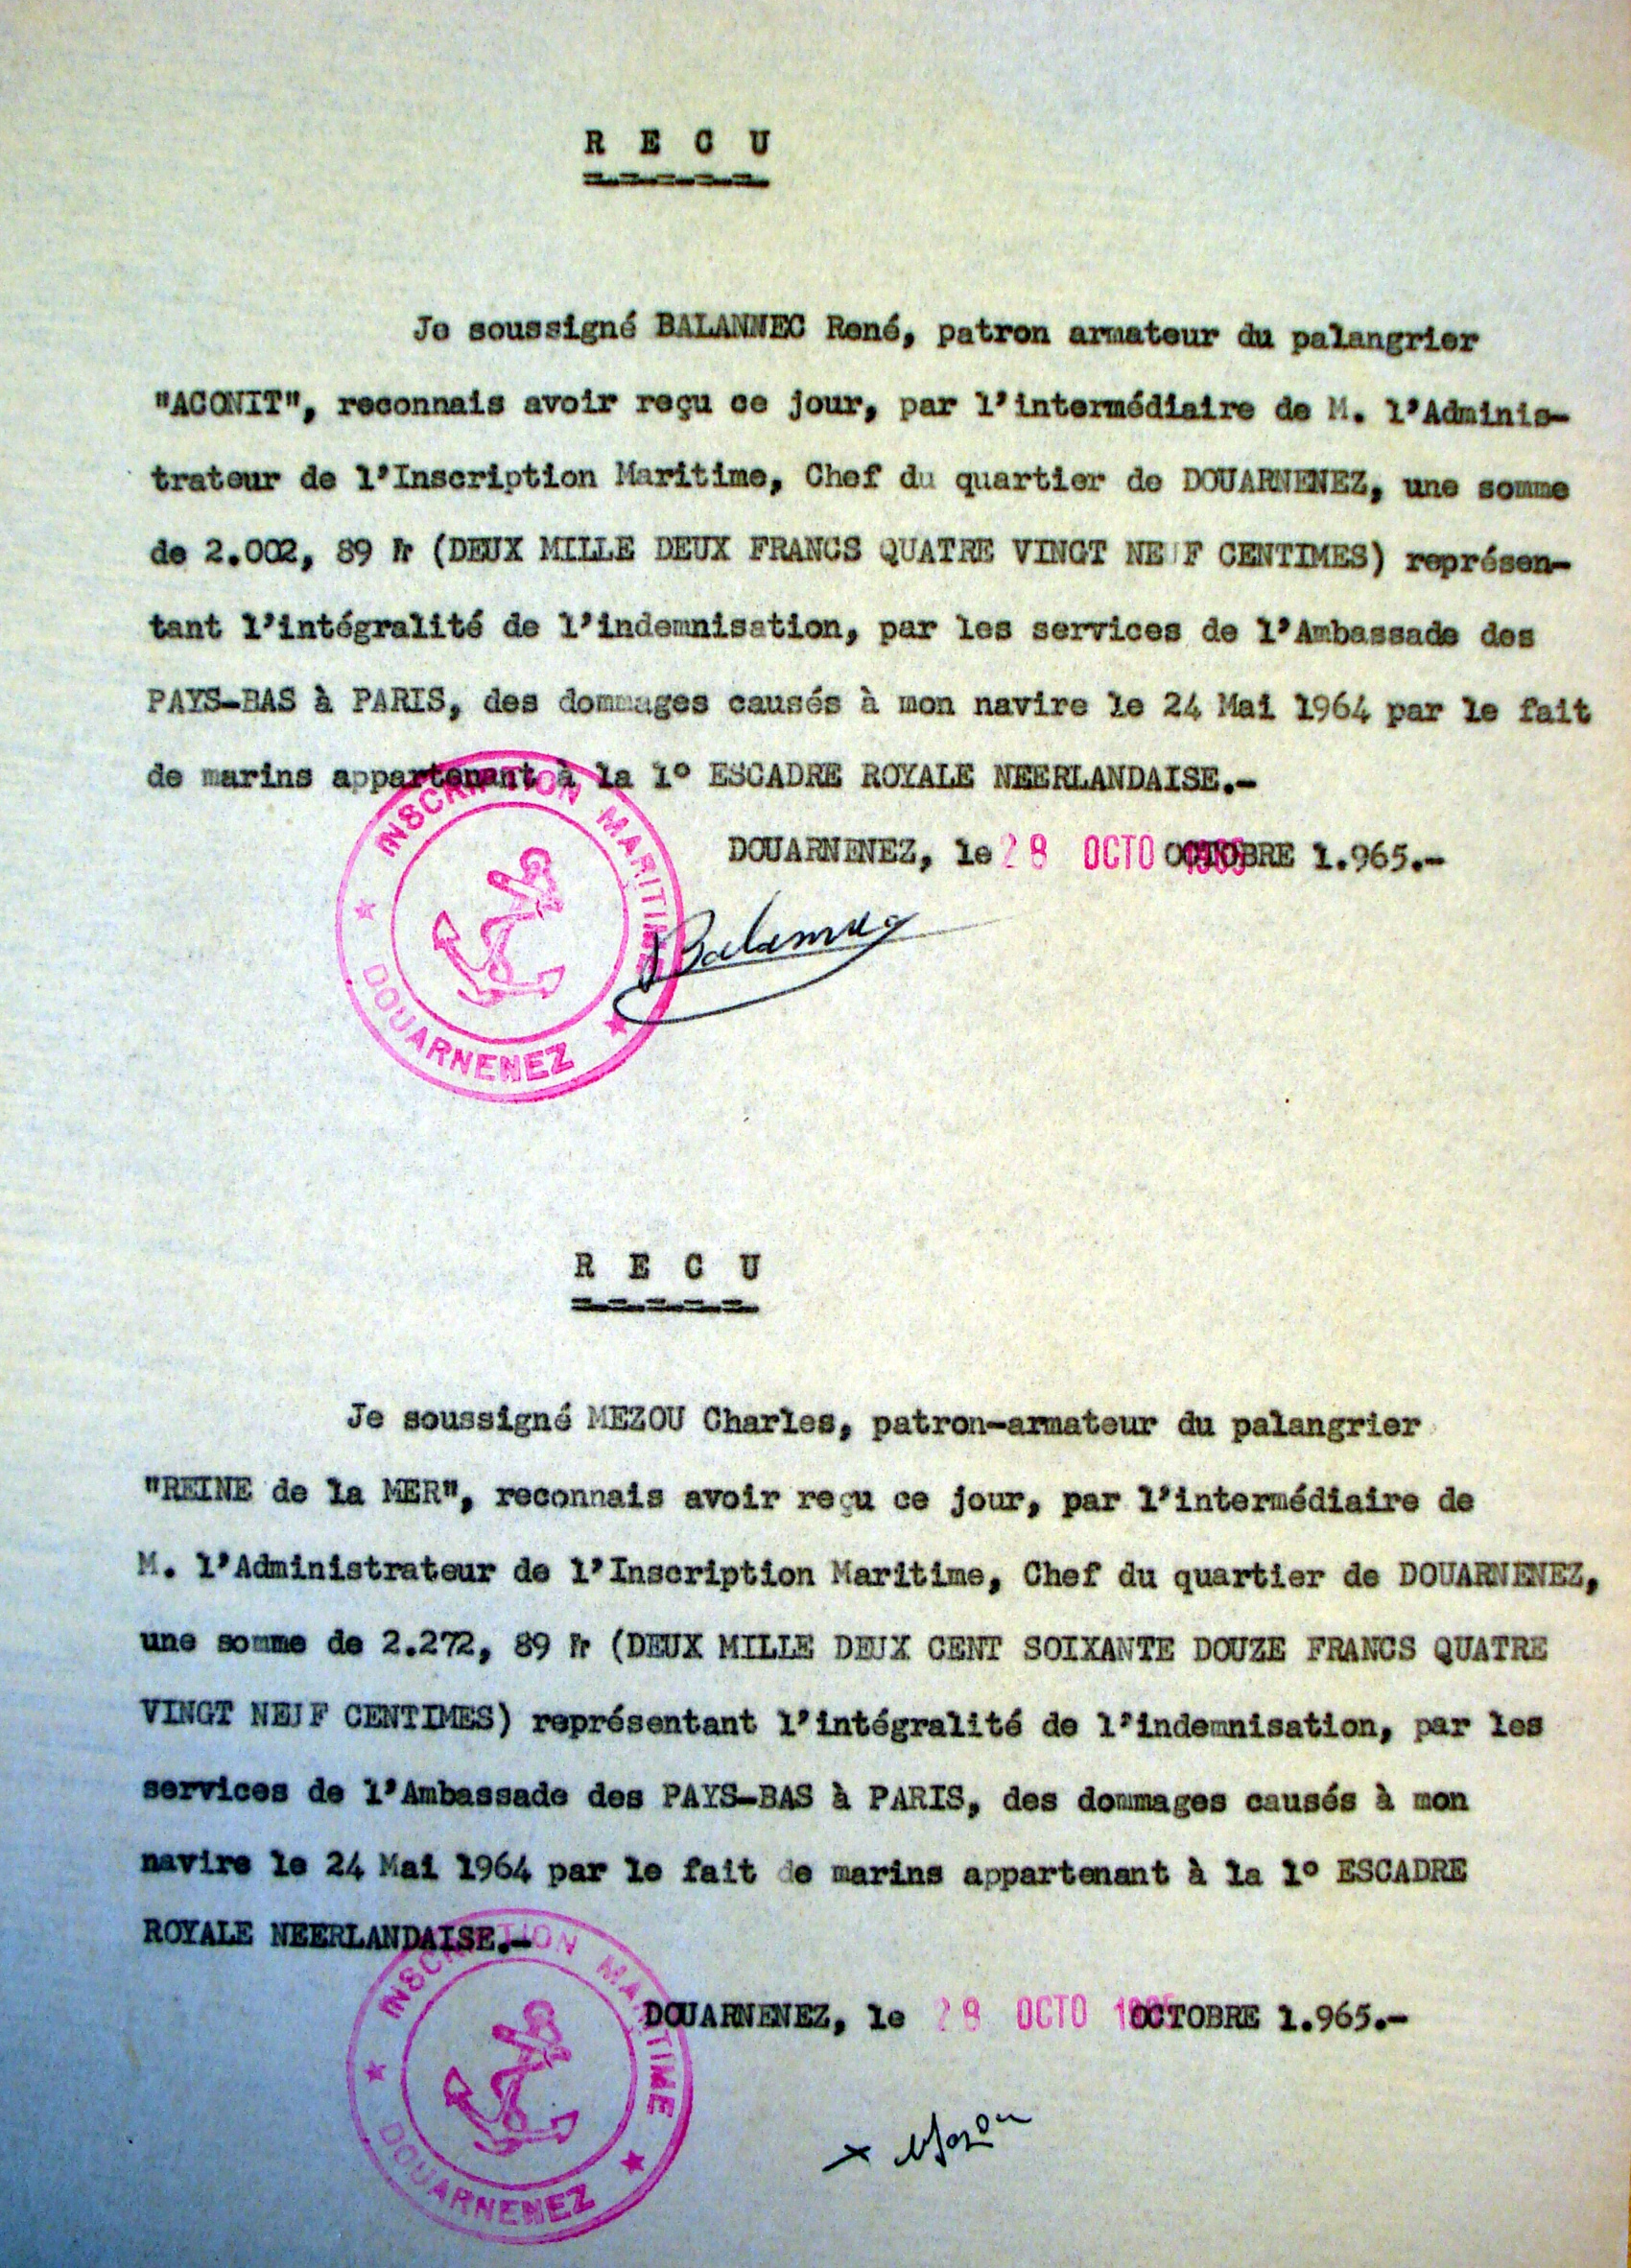 R E C U
Je soussigné BALANNEC René, patron armateur du palangrier
"ACONIT", reconnais avoir reçu ce jour, par l'intermédiaire de M. l'Adminis-
trateur de l'Inscription Maritime, Chef du quartier de DOUARNENEZ, une somme
de 2.002, 89 Fr (DEUX MILLE DEUX FRANCS QUATRE VINGT NEUF CENTIMES) représen-
tant l'intégralité de l'indemnisation, par les services de l'Ambassade des
PAYS-BAS à PARIS, des dommages causés à mon navire le 24 Mai 1964 par le fait
de marins appartenant à la 1° ESCADRE ROYALE NEERLANDAISE.-
INSCRIPTION MARITIME
DOUARNENEZ
DOUARNENEZ, le 28 OCTO 1965 OCTOBRE 1.965.-
Balannec
R E C U
Je soussigné MEZOU Charles, patron-armateur du palangrier
"REINE de la MER", reconnais avoir reçu ce jour, par l'intermédiaire de
M. l'Administrateur de l'Inscription Maritime, Chef du quartier de DOUARNENEZ,
une somme de 2.272, 89 Fr (DEUX MILLE DEUX CENT SOIXANTE DOUZE FRANCS QUATRE
VINGT NEUF CENTIMES) représentant l'intégralité de l'indemnisation, par les
services de l'Ambassade des PAYS-BAS à PARIS, des dommages causés à mon
navire le 24 Mai 1964 par le fait de marins appartenant à la 1° ESCADRE
ROYALE NEERLANDAISE.-
INSCRIPTION MARITIME
DOUARNENEZ
DOUARNENEZ, le 28 OCTO 1965 OCTOBRE 1.965.-